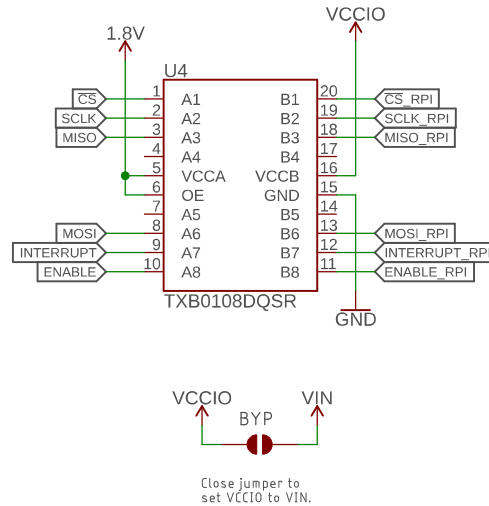 VCCIO
1.8V
U4
CS 1 A1 B1 20 CS_RPI
SCLK 2 A2 B2 19 SCLK_RPI
MISO 3 A3 B3 18 MISO_RPI
4 A4 B4 17
5 VCCA VCCB 16
6 OE GND 15
7 A5 B5 14
MOSI 8 A6 B6 13 MOSI_RPI
INTERRUPT 9 A7 B7 12 INTERRUPT_RPI
ENABLE 10 A8 B8 11 ENABLE_RPI
TXB0108DQSR
GND
VCCIO VIN
BYP
Close jumper to
set VCCIO to VIN.